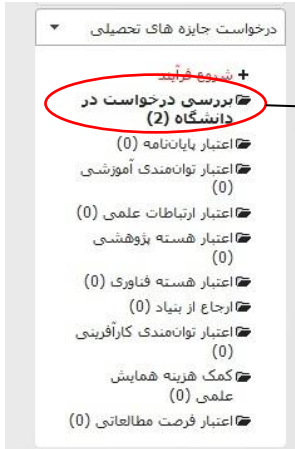 درخواست جایزه های تحصیلی
شروع فرآیند
بررسی درخواست در
دانشگاه (2)
اعتبار پایان‌نامه (0)
اعتبار توان‌مندی آموزشی
(0)
اعتبار ارتباطات علمی (0)
اعتبار هسته پژوهشی
(0)
اعتبار هسته فناوری (0)
ارجاع از بنیاد (0)
اعتبار توان‌مندی کارآفرینی
(0)
کمک هزینه همایش
علمی (0)
اعتبار فرصت مطالعاتی (0)